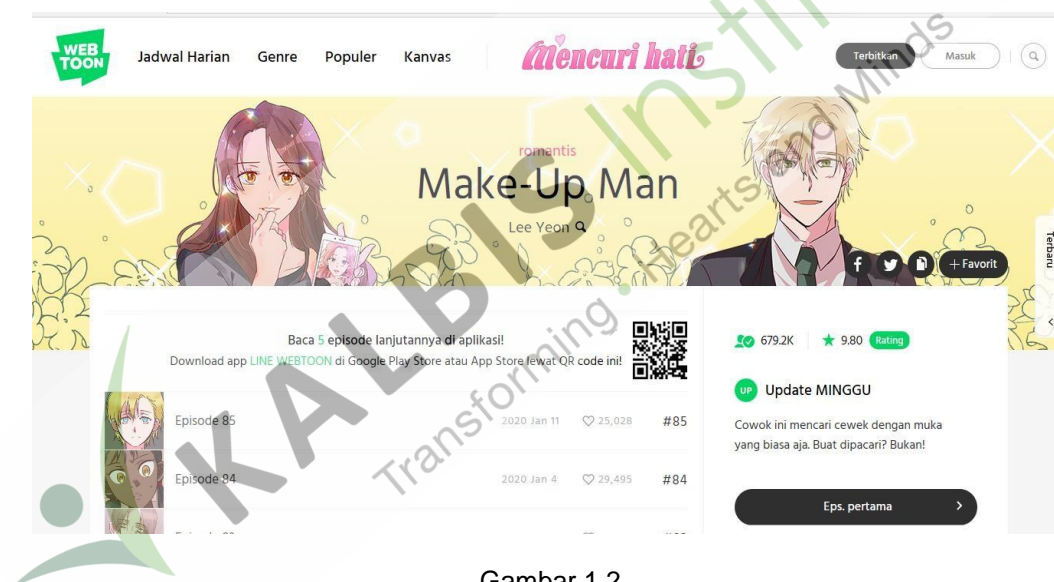 WEB
TOON
Jadwal Harian Genre Populer Kanvas
Mencuri hati
Terbitkan Masuk
romantis
Make-Up Man
Lee Yeon
Terbaru
f
+ Favorit
Baca 5 episode lanjutannya di aplikasi!
Download app LINE WEBTOON di Google Play Store atau App Store lewat QR code ini!
679.2K 9.80 Rating
UP Update MINGGU
Cowok ini mencari cewek dengan muka
yang biasa aja. Buat dipacari? Bukan!
Eps. pertama
Episode 85 2020 Jan 11 25,028 #85
Episode 84 2020 Jan 4 29,495 #84
KALBIS
Transforming Hearts and Minds
Gambar 1.2